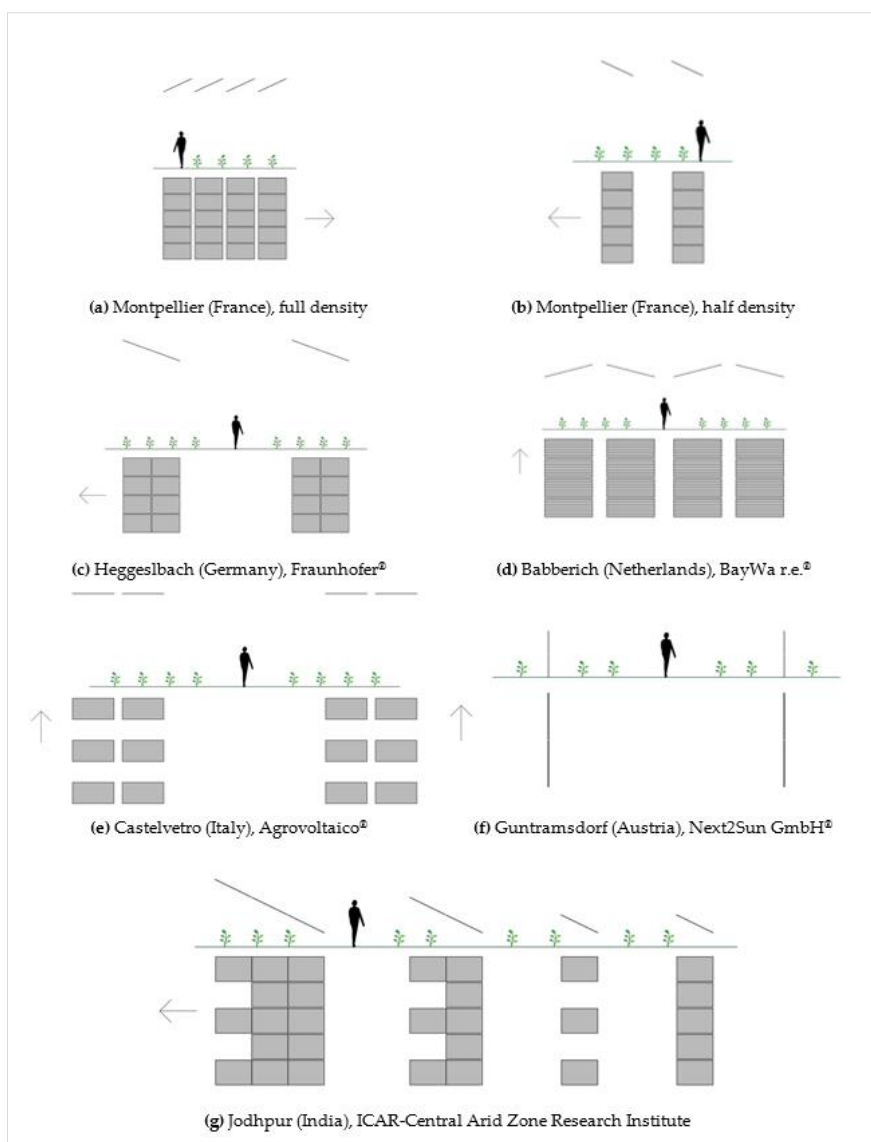 (a) Montpellier (France), full density
(b) Montpellier (France), half density
(c) Heggeslbach (Germany), Fraunhofer®
(d) Babberich (Netherlands), BayWa r.e.®
(e) Castelvetro (Italy), Agrovoltaico®
(f) Guntramsdorf (Austria), Next2Sun GmbH®
(g) Jodhpur (India), ICAR-Central Arid Zone Research Institute